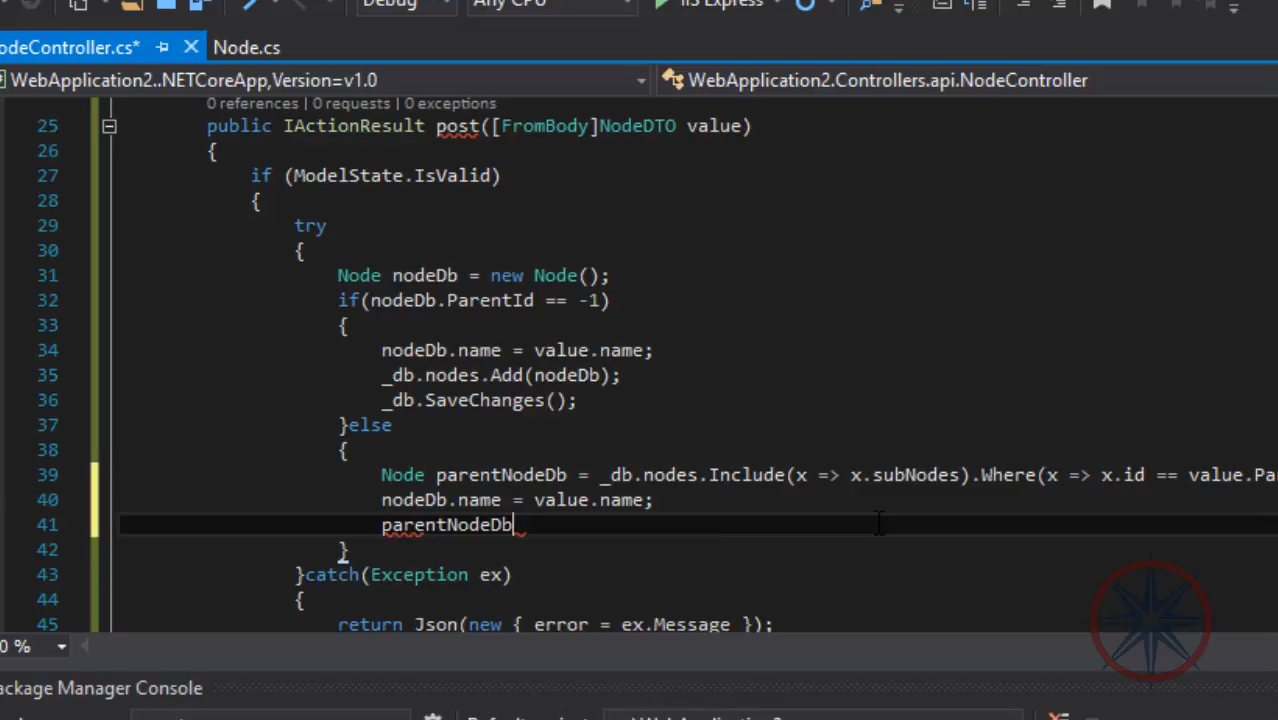 Debug Any CPU IIS Express
odeController.cs* Node.cs
WebApplication2..NETCoreApp,Version=v1.0 WebApplication2.Controllers.api.NodeController
0 references | 0 requests | 0 exceptions
25 public IActionResult post([FromBody]NodeDTO value)
26 {
27 if (ModelState.IsValid)
28 {
29 try
30 {
31 Node nodeDb = new Node();
32 if(nodeDb.ParentId == -1)
33 {
34 nodeDb.name = value.name;
35 _db.nodes.Add(nodeDb);
36 _db.SaveChanges();
37 }else
38 {
39 Node parentNodeDb = _db.nodes.Include(x => x.subNodes).Where(x => x.id == value.Pa
40 nodeDb.name = value.name;
41 parentNodeDb
42 }
43 }catch(Exception ex)
44 {
45 return Json(new { error = ex.Message });
0 %
ackage Manager Console